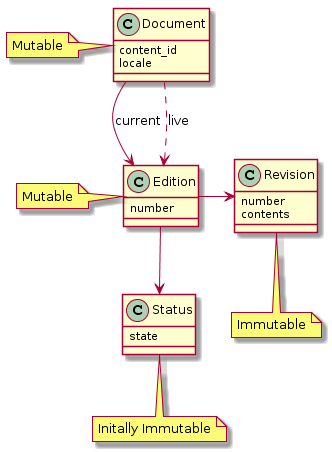 C Document
Mutable
content_id
locale
current
live
C Edition
Mutable
number
C Revision
number
contents
Immutable
C Status
state
Initally Immutable